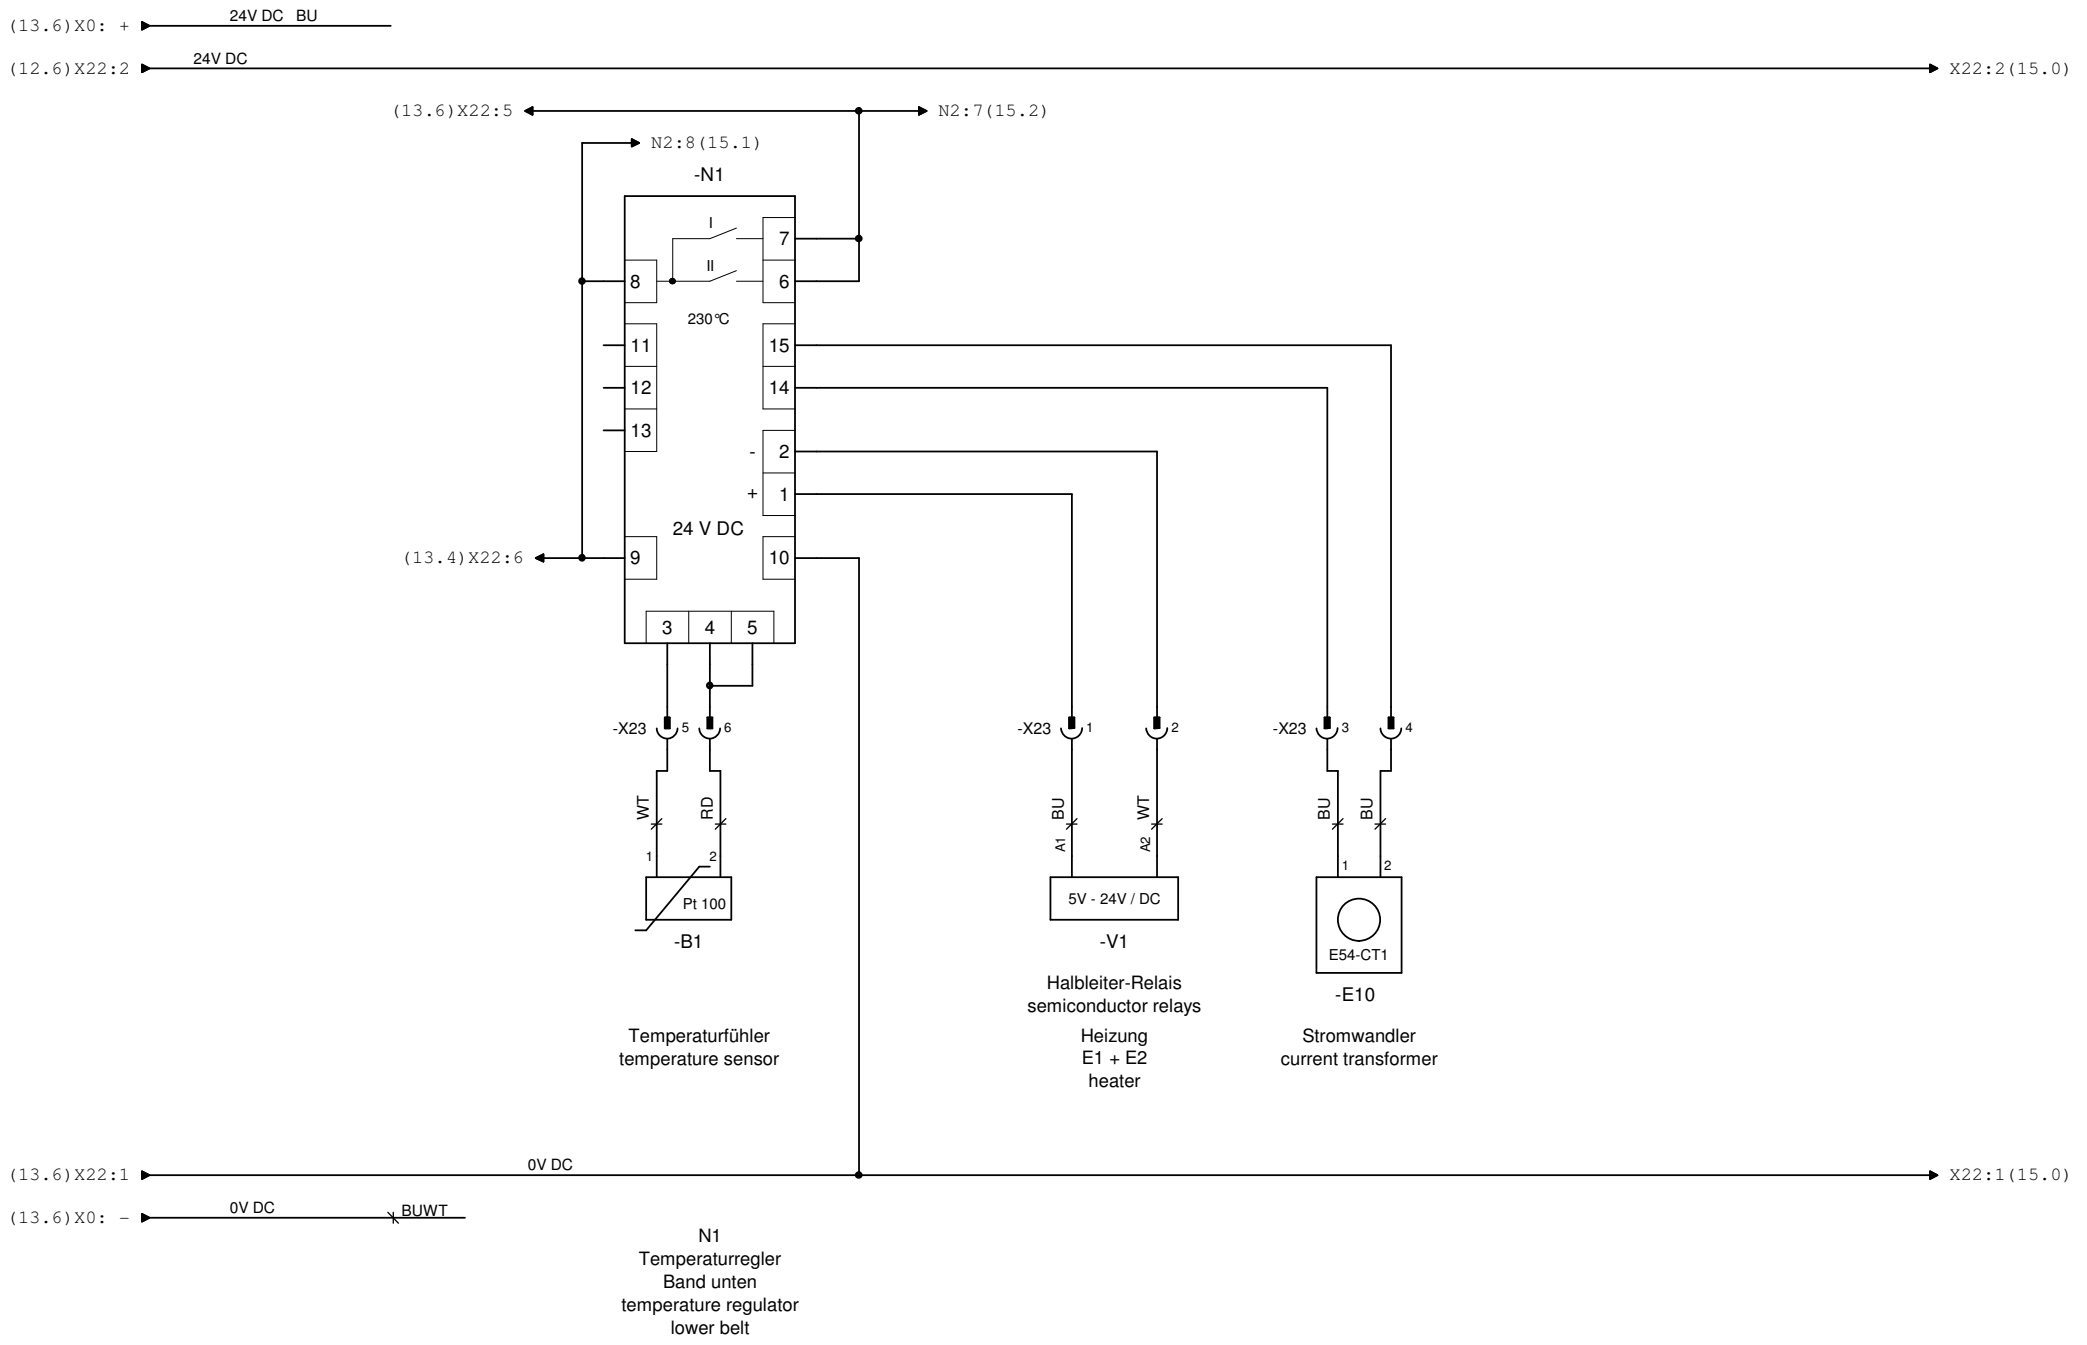 24V DC BU
(13.6)X0: +
24V DC
(12.6)X22:2
X22:2(15.0)
(13.6)X22:5
N2:7(15.2)
N2:8(15.1)
-N1
I
7
II
8
6
230°C
11
15
12
14
13
-
2
+
1
24 V DC
(13.4)X22:6
9
10
3
4
5
-X23
5
6
-X23
1
2
-X23
3
4
WT
RD
BU
WT
BU
BU
A1
A2
1
2
1
2
Pt 100
5V - 24V / DC
-B1
-V1
E54-CT1
Halbleiter-Relais
semiconductor relays
-E10
Temperaturfühler
temperature sensor
Heizung
E1 + E2
heater
Stromwandler
current transformer
0V DC
(13.6)X22:1
X22:1(15.0)
0V DC
BUWT
(13.6)X0: -
N1
Temperaturregler
Band unten
temperature regulator
lower belt